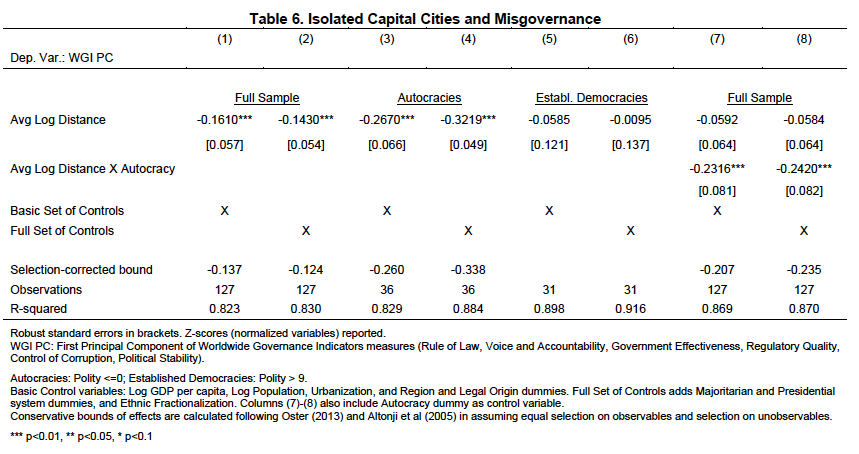 Table 6. Isolated Capital Cities and Misgovernance
(1) (2) (3) (4) (5) (6) (7) (8)
Dep. Var.: WGI PC
Full Sample Autocracies Establ. Democracies Full Sample
Avg Log Distance -0.1610*** -0.1430*** -0.2670*** -0.3219*** -0.0585 -0.0095 -0.0592 -0.0584
[0.057] [0.054] [0.066] [0.049] [0.121] [0.137] [0.064] [0.064]
Avg Log Distance X Autocracy -0.2316*** -0.2420***
[0.081] [0.082]
Basic Set of Controls X X X X
Full Set of Controls X X X X
Selection-corrected bound -0.137 -0.124 -0.260 -0.338 -0.207 -0.235
Observations 127 127 36 36 31 31 127 127
R-squared 0.823 0.830 0.829 0.884 0.898 0.916 0.869 0.870
Robust standard errors in brackets. Z-scores (normalized variables) reported.
WGI PC: First Principal Component of Worldwide Governance Indicators measures (Rule of Law, Voice and Accountability, Government Effectiveness, Regulatory Quality,
Control of Corruption, Political Stability).
Autocracies: Polity <=0; Established Democracies: Polity > 9.
Basic Control variables: Log GDP per capita, Log Population, Urbanization, and Region and Legal Origin dummies. Full Set of Controls adds Majoritarian and Presidential
system dummies, and Ethnic Fractionalization. Columns (7)-(8) also include Autocracy dummy as control variable.
Conservative bounds of effects are calculated following Oster (2013) and Altonji et al (2005) in assuming equal selection on observables and selection on unobservables.
*** p<0.01, ** p<0.05, * p<0.1